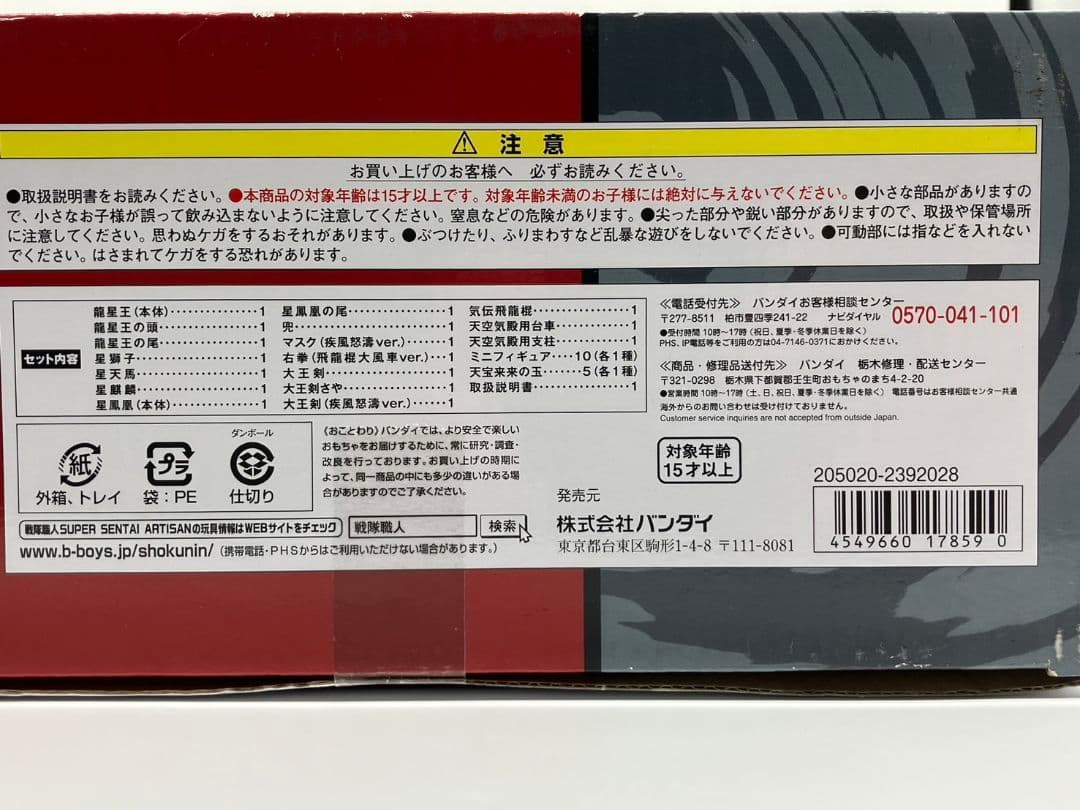 注意
お買い上げのお客様へ 必ずお読みください。
●取扱説明書をお読みください。●本商品の対象年齢は15才以上です。対象年齢未満のお子様には絶対に与えないでください。●小さな部品がありますの
で、小さなお子様が誤って飲み込まないように注意してください。窒息などの危険があります。●尖った部分や鋭い部分がありますので、取扱や保管場所
に注意してください。思わぬケガをするおそれがあります。●ぶつけたり、ふりまわすなど乱暴な遊びをしないでください。●可動部には指などを入れない
でください。はさまれてケガをする恐れがあります。
セット内容
龍星王(本体)……………1
龍星王の頭………………1
龍星王の尾………………1
星獅子……………………1
星天馬……………………1
星麒麟……………………1
星鳳凰(本体)……………1
星鳳凰の尾………………1
兜…………………………1
マスク(疾風怒濤ver.)……1
右拳(飛龍棍大風車ver.)…1
大王剣……………………1
大王剣さや………………1
大王剣(疾風怒濤ver.)……1
気伝飛龍棍………………1
天空気殿用台車…………1
天空気殿用支柱…………1
ミニフィギュア……10(各1種)
天宝来来の玉………5(各1種)
取扱説明書………………1
≪電話受付先≫ バンダイお客様相談センター
〒277-8511 柏市豊四季241-22 ナビダイヤル 0570-041-101
●受付時間 10時〜17時(祝日、夏季・冬季休業日を除く)
PHS、IP電話等をご利用の方は04-7146-0371におかけください。
≪商品・修理品送付先≫ バンダイ 栃木修理・配送センター
〒321-0298 栃木県下都賀郡壬生町おもちゃのまち4-2-20
●営業時間 10時〜17時(土、日、祝日、夏季・冬季休業日を除く) 電話番号はお客様相談センター共通
海外からのお問い合わせは受け付けておりません。
Customer service inquiries are not accepted from outside Japan.
紙
外箱、トレイ
プラ
袋：PE
ダンボール
仕切り
《おことわり》バンダイでは、より安全で楽しい
おもちゃをお届けするために、常に研究・調査・
改良を行っております。お買い上げの時期に
よって、同一商品の中にも多少の違いがある場
合がありますのでご了承ください。
対象年齢
15才以上
205020-2392028
4549660 178590
発売元
株式会社バンダイ
東京都台東区駒形1-4-8 〒111-8081
戦隊職人SUPER SENTAI ARTISANの玩具情報はWEBサイトをチェック
戦隊職人 検索
www.b-boys.jp/shokunin/ (携帯電話・PHSからはご利用いただけない場合があります。)